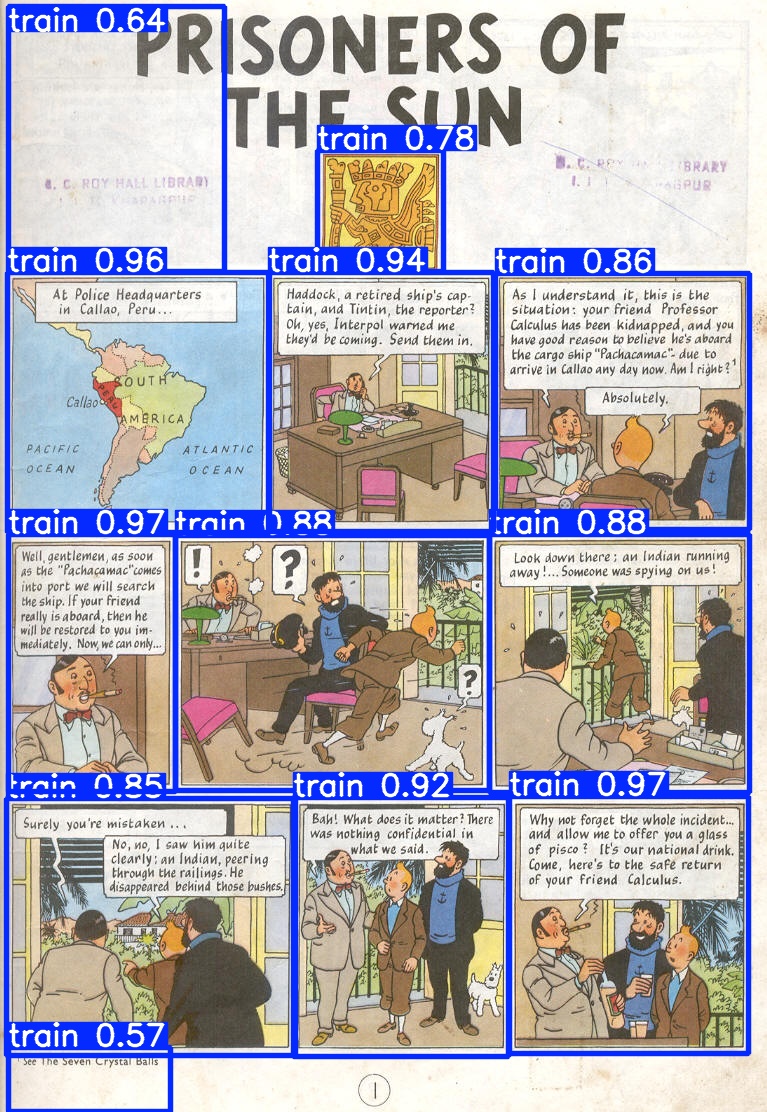 train 0.64
PRISONERS OF
THE SUN
train 0.78
B. C. ROY HALL LIBRARY
B. C. ROY HALL LIBRARY
train 0.96
At Police Headquarters
in Callao, Peru...
SOUTH
AMERICA
PERU
Callao
PACIFIC
OCEAN
ATLANTIC
OCEAN
train 0.94
Haddock, a retired ship's cap-
tain, and Tintin, the reporter?
Oh, yes, Interpol warned me
they'd be coming. Send them in.
train 0.86
As I understand it, this is the
situation: your friend Professor
Calculus has been kidnapped, and you
have good reason to believe he's aboard
the cargo ship "Pachacamac"- due to
arrive in Callao any day now. Am I right?¹
Absolutely.
train 0.97
Well, gentlemen, as soon
as the "Pachacamac" comes
into port we will search
the ship. If your friend
really is aboard, then he
will be restored to you im-
mediately. Now, we can only...
train 0.88
!
?
?
train 0.88
Look down there: an Indian running
away!... Someone was spying on us!
train 0.85
Surely you're mistaken ...
No, no, I saw him quite
clearly: an Indian, peering
through the railings. He
disappeared behind those bushes.
train 0.92
Bah! What does it matter? There
was nothing confidential in
what we said.
train 0.97
Why not forget the whole incident...
and allow me to offer you a glass
of pisco? It's our national drink.
Come, here's to the safe return
of your friend Calculus.
train 0.57
¹ See The Seven Crystal Balls
1